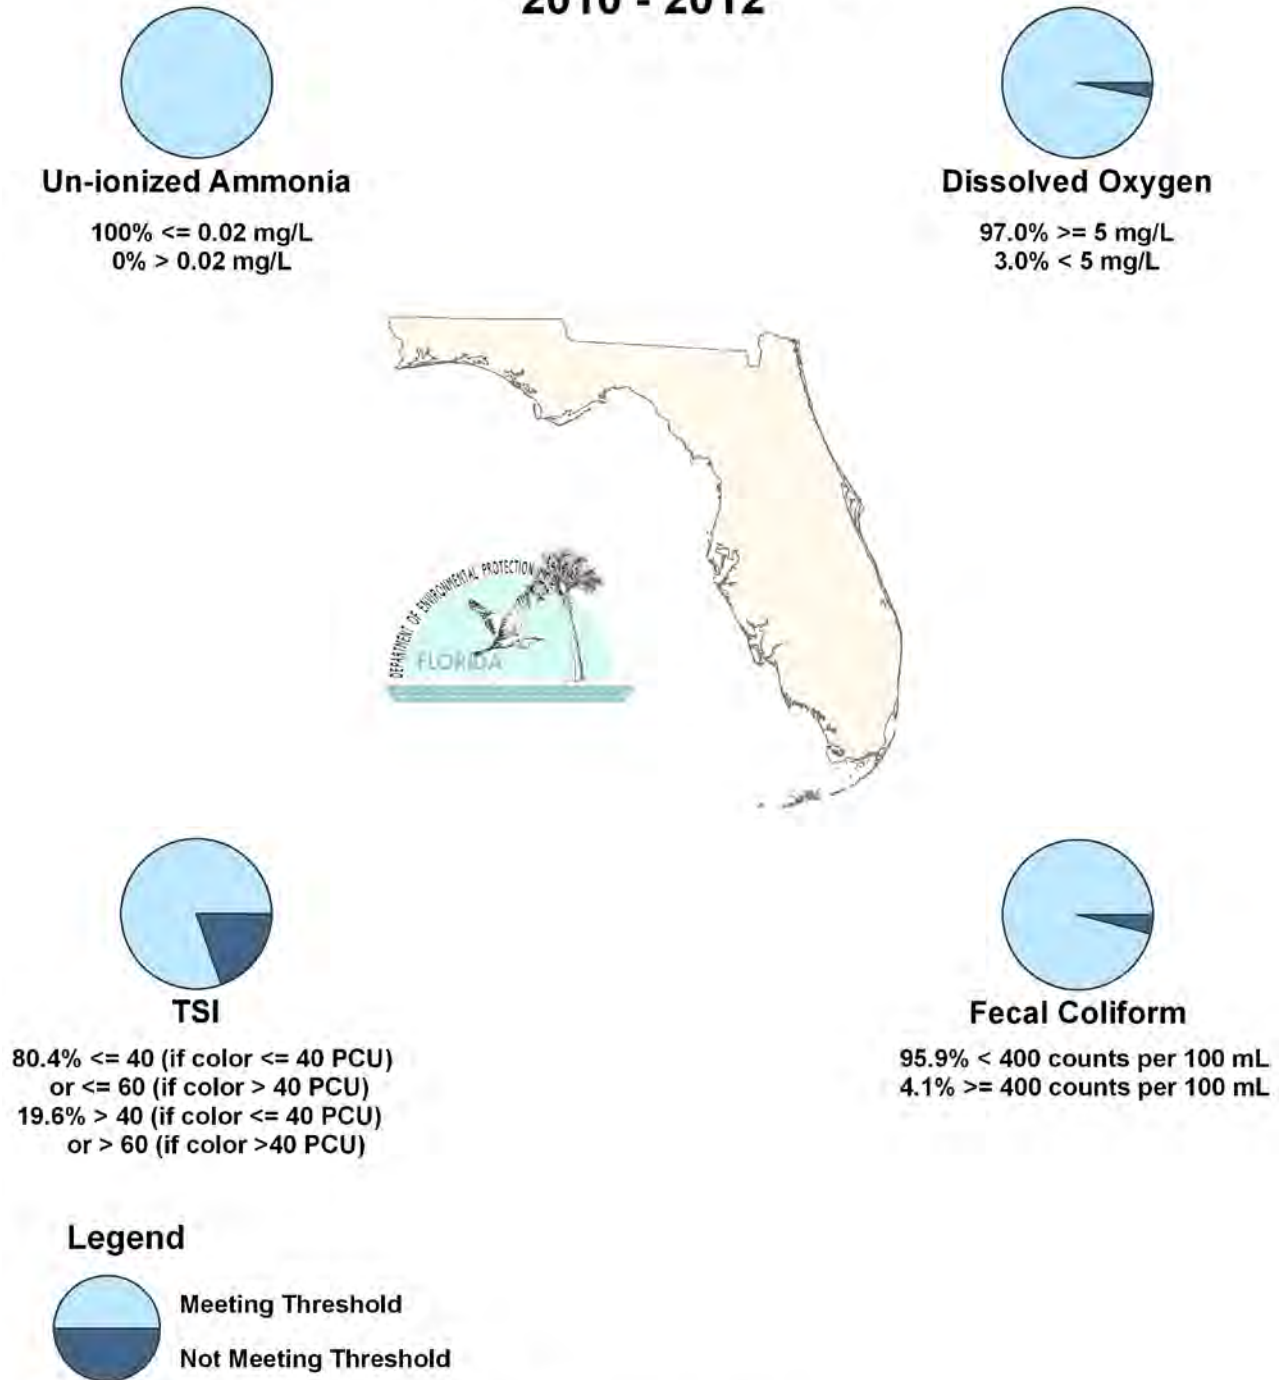 2010 - 2012
Un-ionized Ammonia
100% <= 0.02 mg/L
0% > 0.02 mg/L
Dissolved Oxygen
97.0% >= 5 mg/L
3.0% < 5 mg/L
DEPARTMENT OF ENVIRONMENTAL PROTECTION
FLORIDA
TSI
80.4% <= 40 (if color <= 40 PCU)
or <= 60 (if color > 40 PCU)
19.6% > 40 (if color <= 40 PCU)
or > 60 (if color >40 PCU)
Fecal Coliform
95.9% < 400 counts per 100 mL
4.1% >= 400 counts per 100 mL
Legend
Meeting Threshold
Not Meeting Threshold